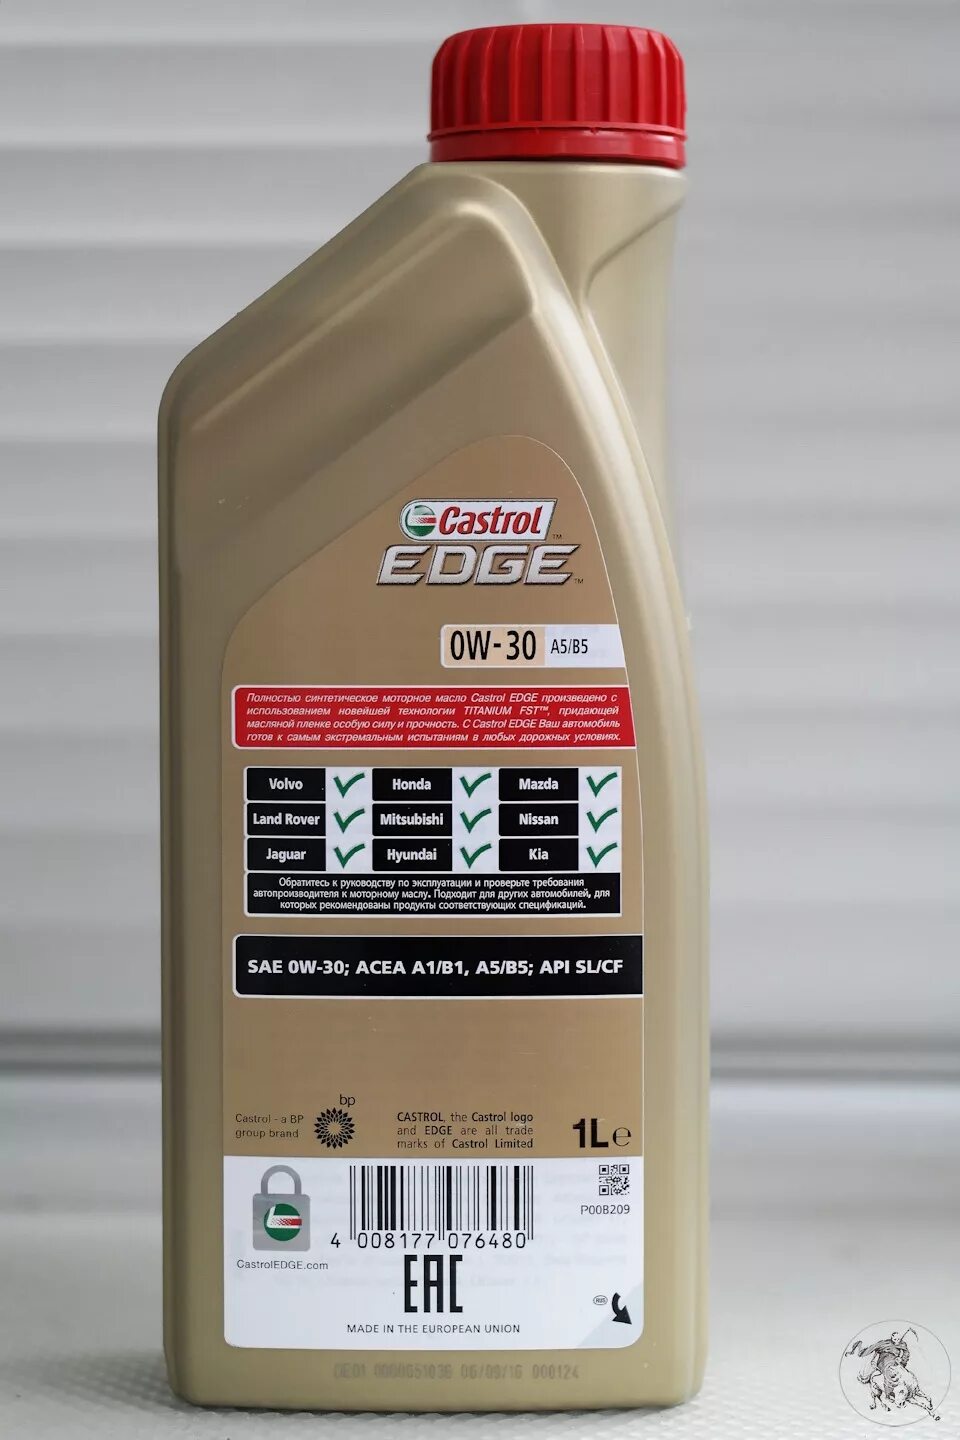 Castrol
EDGE
0W-30 A5/B5
Полностью синтетическое моторное масло Castrol EDGE произведено с
использованием новейшей технологии TITANIUM FST™, придающей
масляной пленке особую силу и прочность. С Castrol EDGE Ваш автомобиль
готов к самым экстремальным испытаниям в любых дорожных условиях.
Volvo Honda Mazda
Land Rover Mitsubishi Nissan
Jaguar Hyundai Kia
Обратитесь к руководству по эксплуатации и проверьте требования
автопроизводителя к моторному маслу. Подходит для других автомобилей, для
которых рекомендованы продукты соответствующих спецификаций.
SAE 0W-30; ACEA A1/B1, A5/B5; API SL/CF
bp
Castrol - a BP
group brand
CASTROL, the Castrol logo
and EDGE are all trade
marks of Castrol Limited
1L e
P00B209
4 008177 076480
CastrolEDGE.com
EAC
RUS
MADE IN THE EUROPEAN UNION
06/09/16 000124